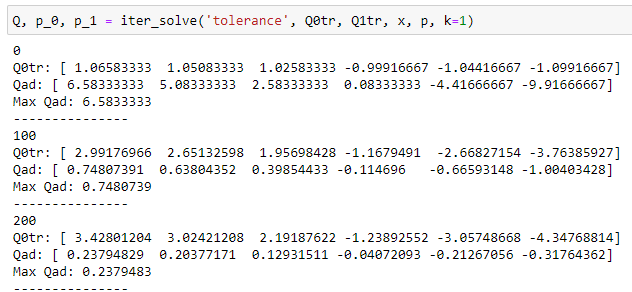 Q, p_0, p_1 = iter_solve('tolerance', Q0tr, Q1tr, x, p, k=1)
0
Q0tr: [ 1.06583333  1.05083333  1.02583333 -0.99916667 -1.04416667 -1.09916667]
Qad: [ 6.58333333  5.08333333  2.58333333  0.08333333 -4.41666667 -9.91666667]
Max Qad: 6.5833333
---------------
100
Q0tr: [ 2.99176966  2.65132598  1.95698428 -1.1679491  -2.66827154 -3.76385927]
Qad: [ 0.74807391  0.63804352  0.39854433 -0.114696   -0.66593148 -1.00403428]
Max Qad: 0.7480739
---------------
200
Q0tr: [ 3.42801204  3.02421208  2.19187622 -1.23892552 -3.05748668 -4.34768814]
Qad: [ 0.23794829  0.20377171  0.12931511 -0.04072093 -0.21267056 -0.31764362]
Max Qad: 0.2379483
---------------